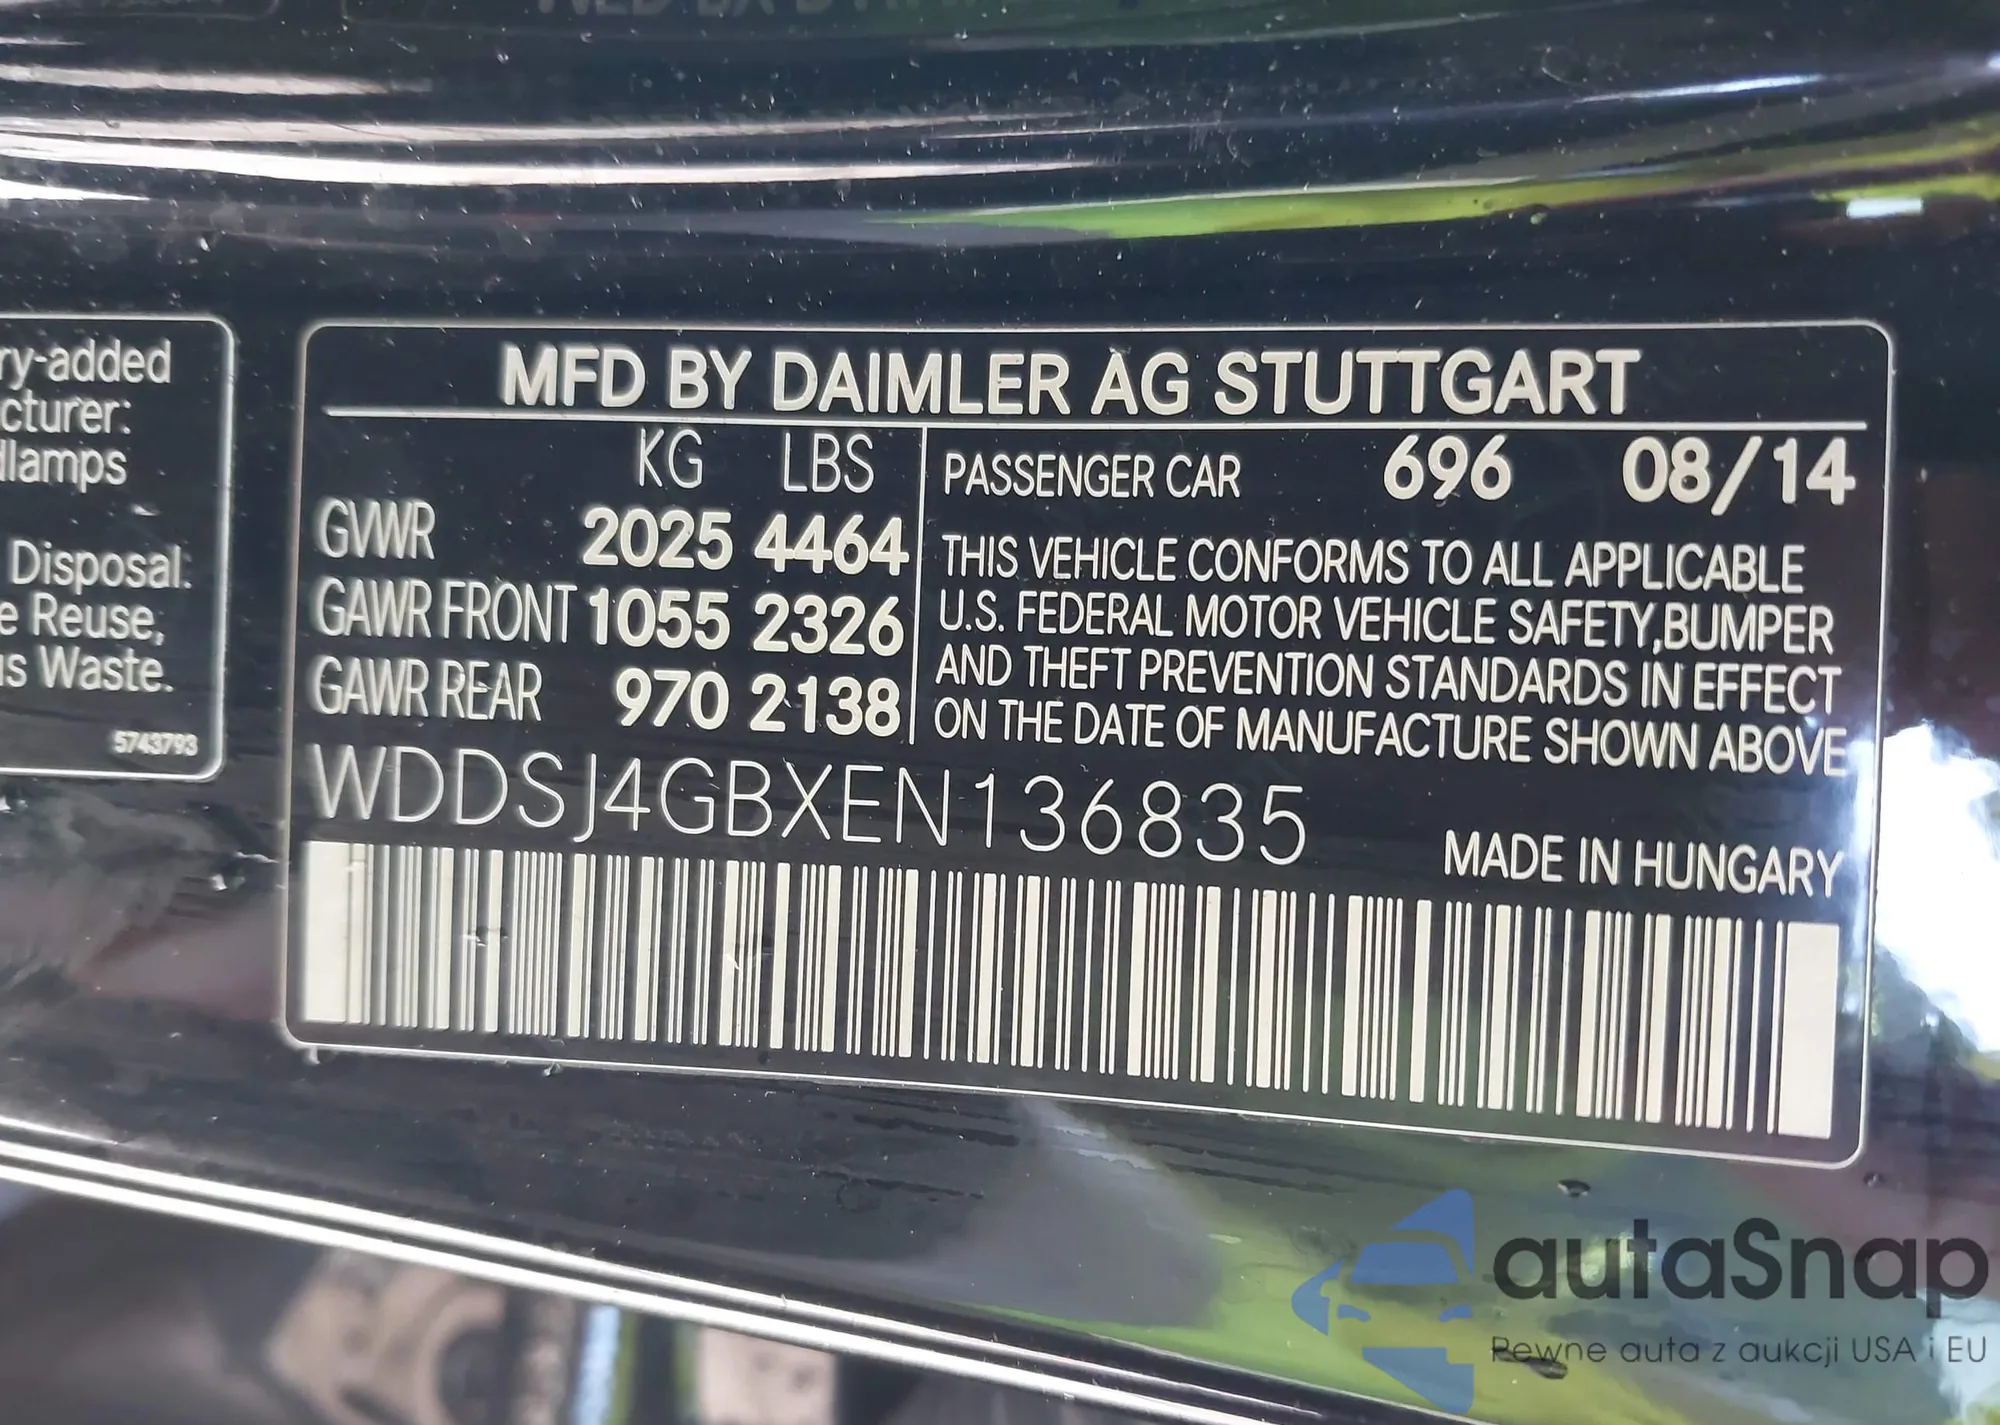 ry-added
cturer:
dlamps
Disposal.
e Reuse,
us Waste.
5743793
MFD BY DAIMLER AG STUTTGART
KG LBS
GVWR 2025 4464
GAWR FRONT 1055 2326
GAWR REAR 970 2138
PASSENGER CAR 696 08/14
THIS VEHICLE CONFORMS TO ALL APPLICABLE
U.S. FEDERAL MOTOR VEHICLE SAFETY,BUMPER
AND THEFT PREVENTION STANDARDS IN EFFECT
ON THE DATE OF MANUFACTURE SHOWN ABOVE
WDDSJ4GBXEN136835
MADE IN HUNGARY
autaSnap
Pewne auta z aukcji USA i EU